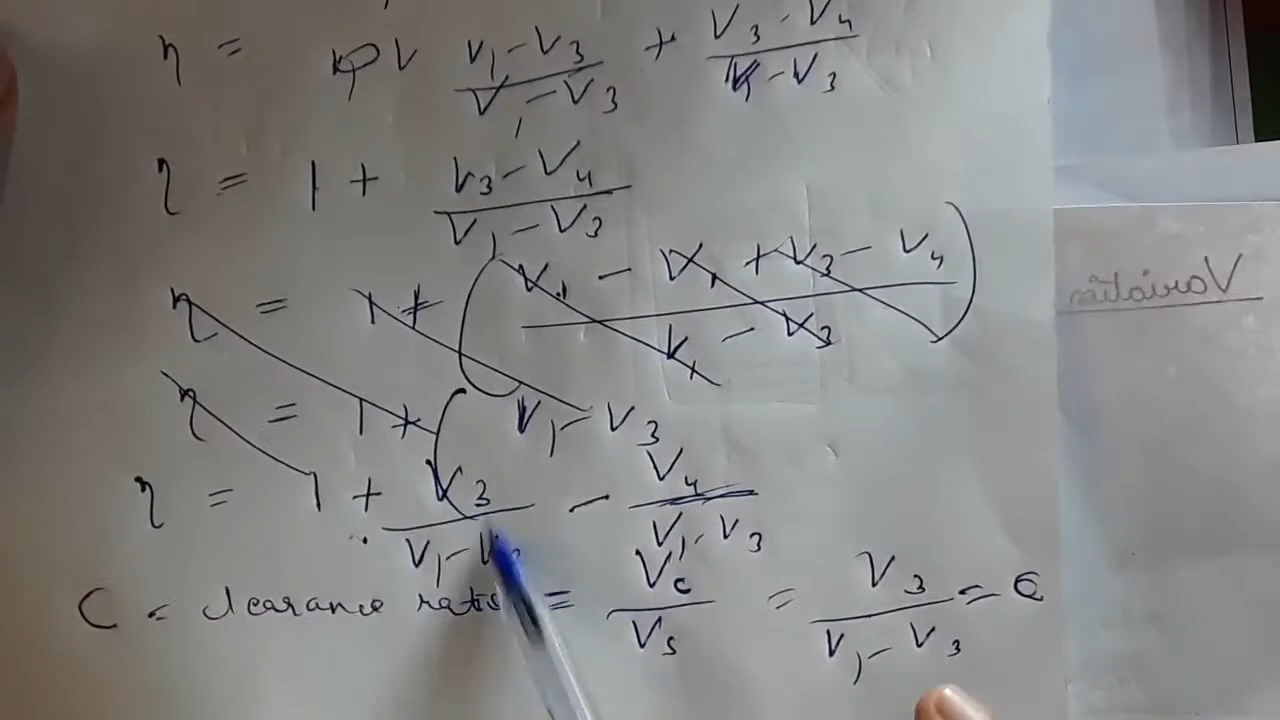 η = V₁-V₃/V₁-V₃ + V₃-V₄/V₁-V₃
η = 1 + V₃-V₄/V₁-V₃
η = 1 + (V₁ - V₁ + V₃ - V₄)/V₁ - V₃
η = 1 + V₁-V₃
η = 1 + V₃/V₁-V₃ - V₄/V₁-V₃
C = clearance ratio = Vc/Vs = V₃/V₁-V₃ = C